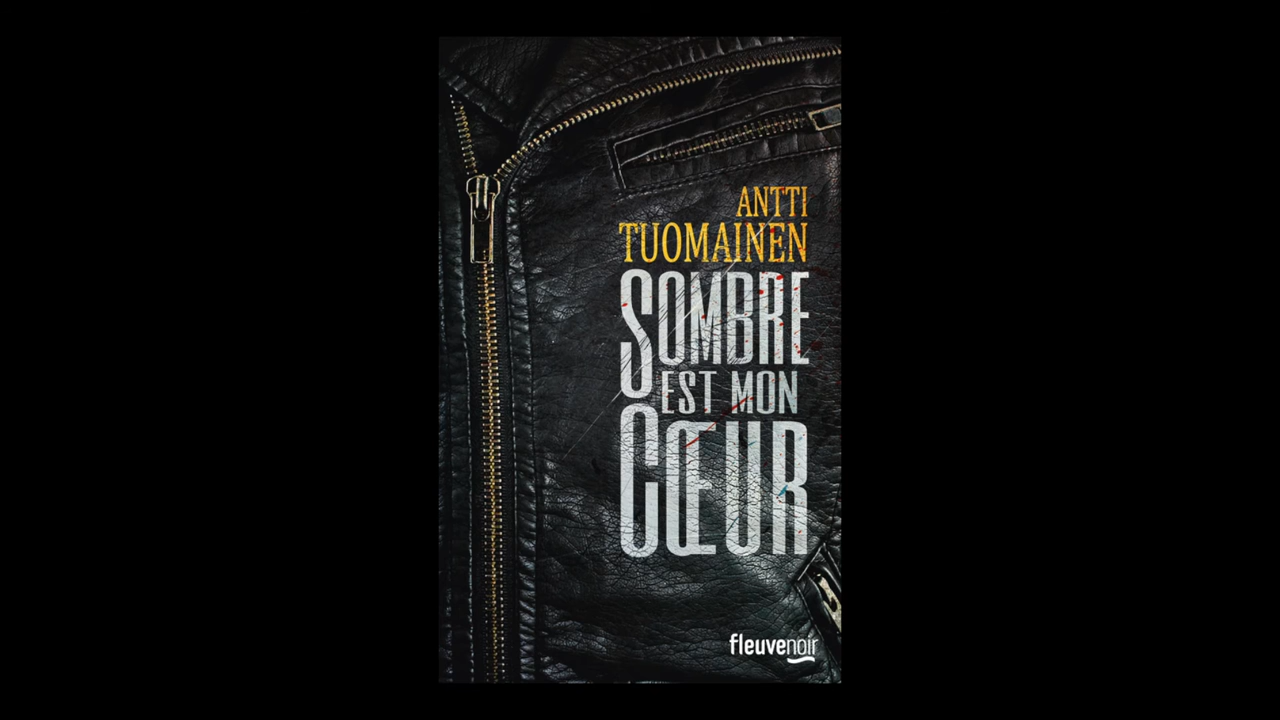 ANTTI
TUOMAINEN
SOMBRE
EST MON
CŒUR
fleuvenoir